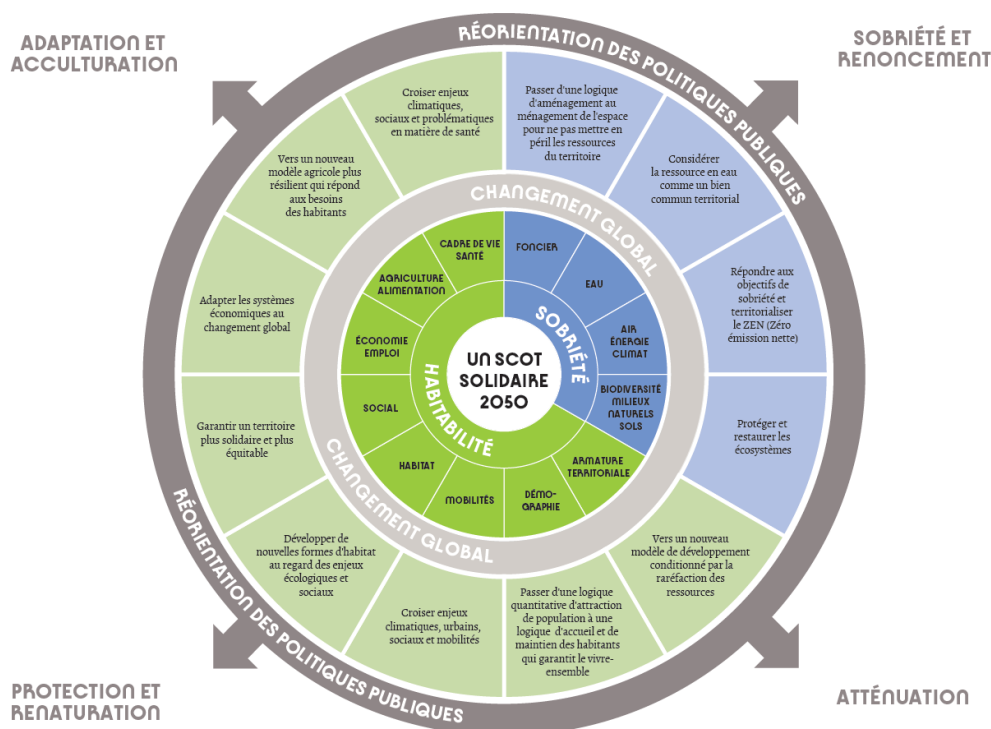 ADAPTATION ET
ACCULTURATION
SOBRIÉTÉ ET
RENONCEMENT
RÉORIENTATION DES POLITIQUES PUBLIQUES
Croiser enjeux
climatiques,
sociaux et problématiques
en matière de santé
Passer d'une logique
d'aménagement au
ménagement de l'espace
pour ne pas mettre en
péril les ressources
du territoire
Considérer
la ressource en eau
comme un bien
commun territorial
Répondre aux
objectifs de
sobriété et
territorialiser
le ZEN (Zéro
émission nette)
Protéger et
restaurer les
écosystèmes
Vers un nouveau
modèle de développement
conditionné par la
raréfaction des
ressources
Passer d'une logique
quantitative d'attraction
de population à une
logique d'accueil et de
maintien des habitants
qui garantit le vivre-
ensemble
Croiser enjeux
climatiques, urbains,
sociaux et mobilités
Développer de
nouvelles formes d'habitat
au regard des enjeux
écologiques et
sociaux
Garantir un territoire
plus solidaire et plus
équitable
Adapter les systèmes
économiques au
changement global
Vers un nouveau
modèle agricole plus
résilient qui répond
aux besoins
des habitants
CHANGEMENT GLOBAL
CADRE DE VIE
SANTÉ
FONCIER
EAU
AIR
ÉNERGIE
CLIMAT
BIODIVERSITÉ
MILIEUX
NATURELS
SOLS
ARMATURE
TERRITORIALE
DÉMO-
GRAPHIE
MOBILITÉS
HABITAT
SOCIAL
ÉCONOMIE
EMPLOI
AGRICULTURE
ALIMENTATION
SOBRIÉTÉ
HABITABILITÉ
UN SCOT
SOLIDAIRE
2050
CHANGEMENT GLOBAL
RÉORIENTATION DES POLITIQUES PUBLIQUES
PROTECTION ET
RENATURATION
ATTÉNUATION